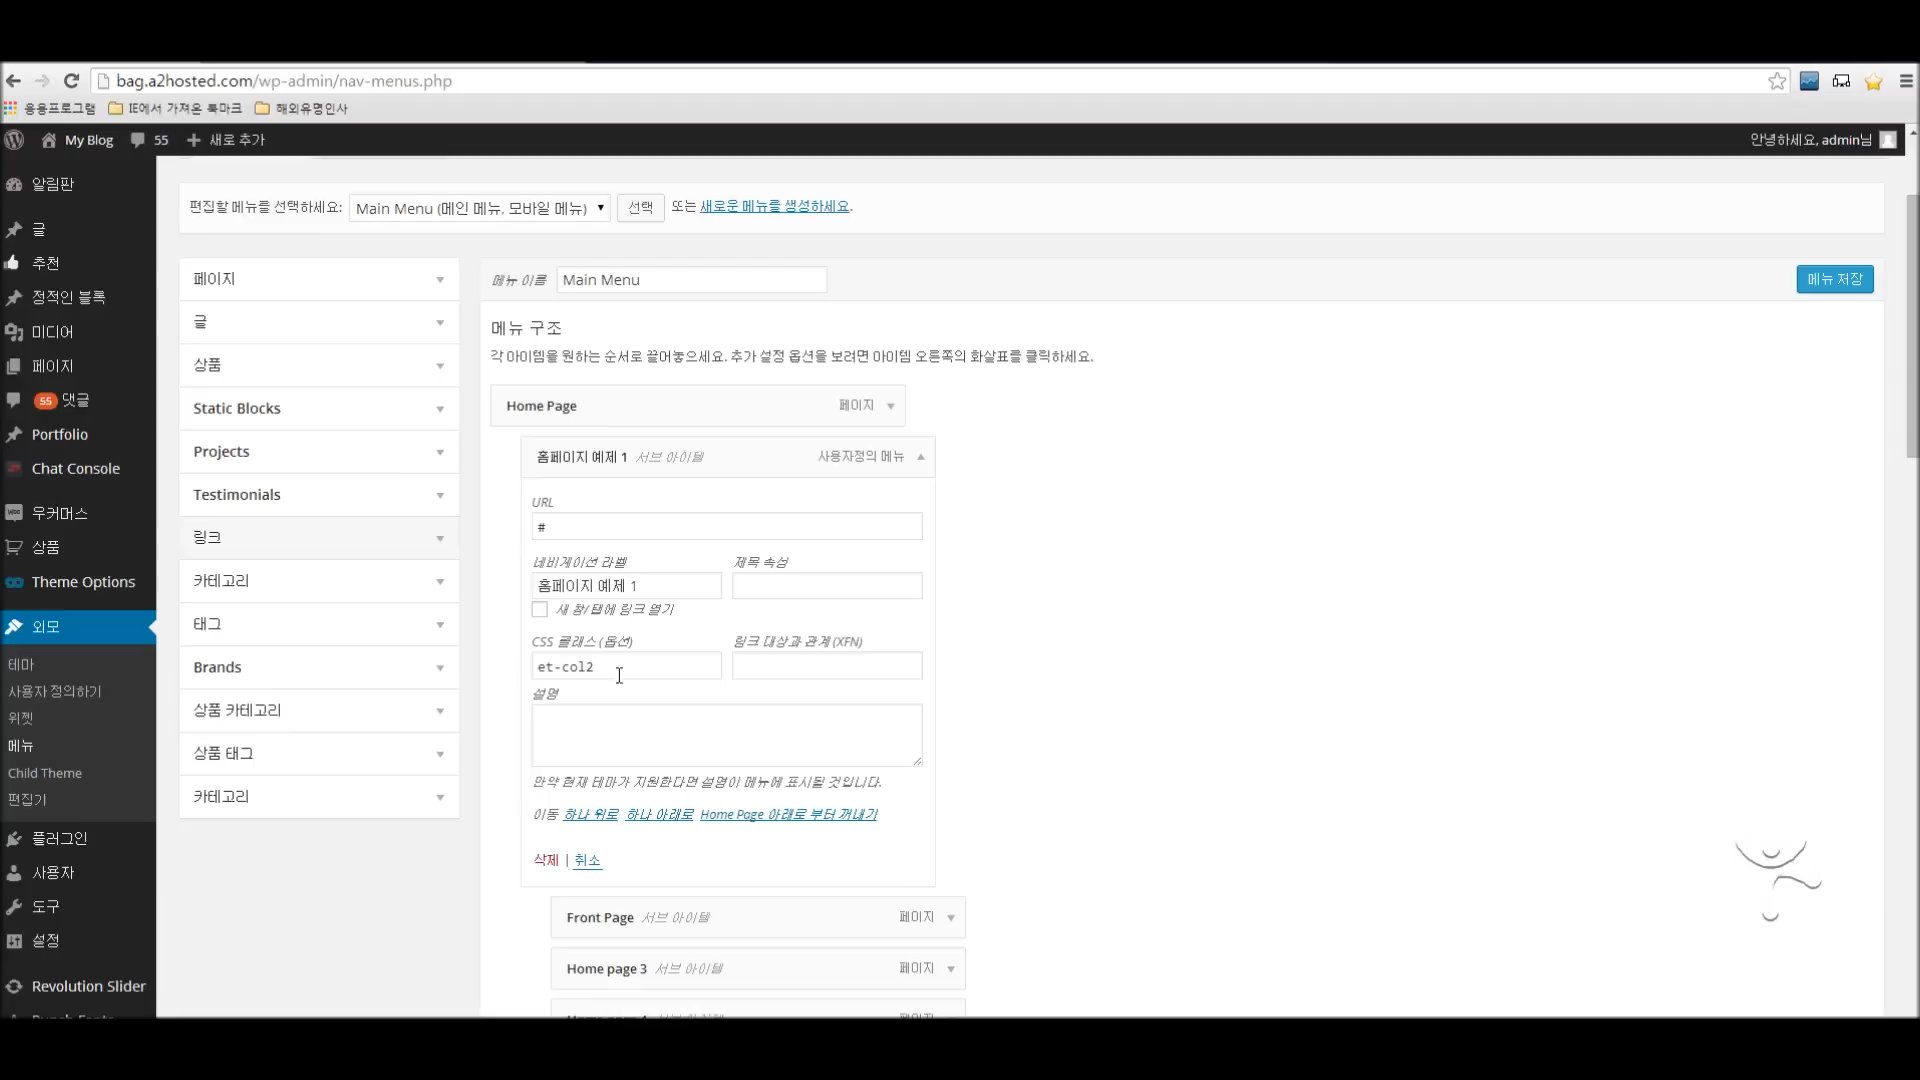 bag.a2hosted.com/wp-admin/nav-menus.php
응용프로그램 IE에서 가져온 북마크 해외유명인사
My Blog 55 새로 추가 안녕하세요, admin님
알림판
글
추천
정적인 블록
미디어
페이지
55 댓글
Portfolio
Chat Console
우커머스
상품
Theme Options
외모
테마
사용자 정의하기
위젯
메뉴
Child Theme
편집기
플러그인
사용자
도구
설정
Revolution Slider
편집할 메뉴를 선택하세요: Main Menu (메인 메뉴, 모바일 메뉴) 선택 또는 새로운 메뉴를 생성하세요.
페이지
글
상품
Static Blocks
Projects
Testimonials
링크
카테고리
태그
Brands
상품 카테고리
상품 태그
카테고리
메뉴 이름 Main Menu 메뉴 저장
메뉴 구조
각 아이템을 원하는 순서로 끌어놓으세요. 추가 설정 옵션을 보려면 아이템 오른쪽의 화살표를 클릭하세요.
Home Page 페이지
홈페이지 예제 1 서브 아이템 사용자정의 메뉴
URL
#
네비게이션 라벨 제목 속성
홈페이지 예제 1
새 창/탭에 링크 열기
CSS 클래스 (옵션) 링크 대상과 관계 (XFN)
et-col2
설명
만약 현재 테마가 지원한다면 설명이 메뉴에 표시될 것입니다.
이동 하나 위로 하나 아래로 Home Page 아래로 부터 꺼내기
삭제 | 취소
Front Page 서브 아이템 페이지
Home page 3 서브 아이템 페이지